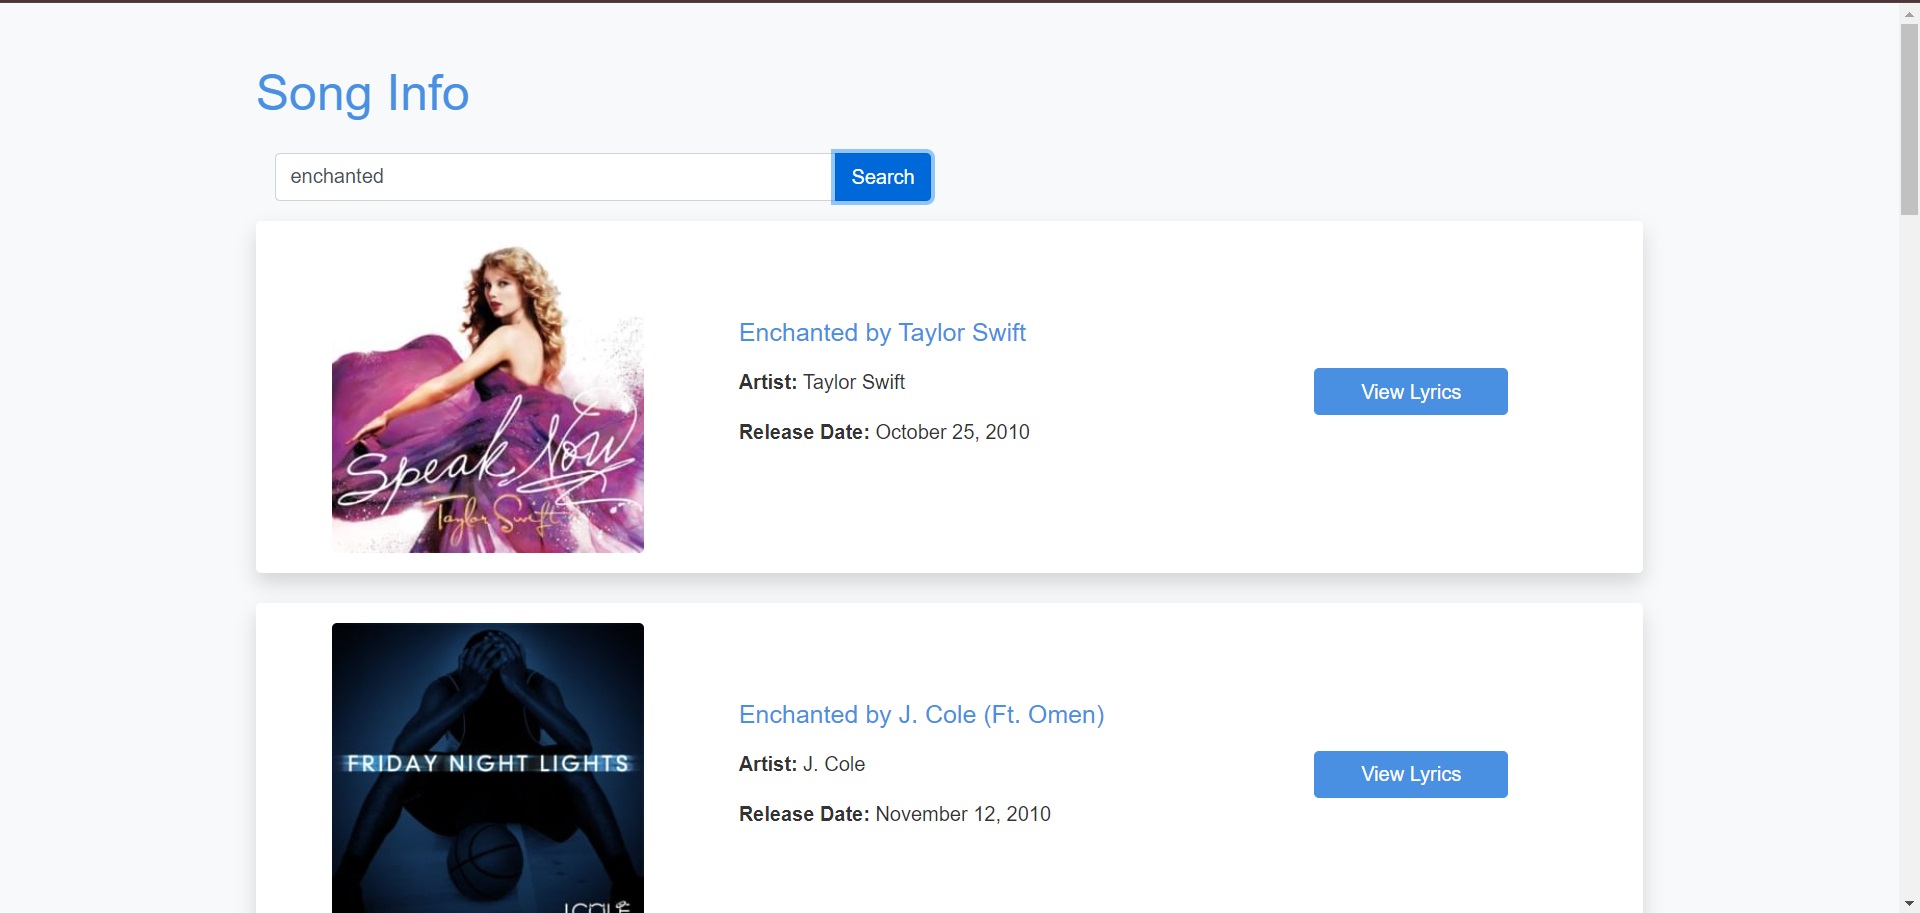 Song Info
enchanted
Search
Speak Now
Taylor Swift
Enchanted by Taylor Swift
Artist: Taylor Swift
Release Date: October 25, 2010
View Lyrics
FRIDAY NIGHT LIGHTS
Enchanted by J. Cole (Ft. Omen)
Artist: J. Cole
Release Date: November 12, 2010
View Lyrics